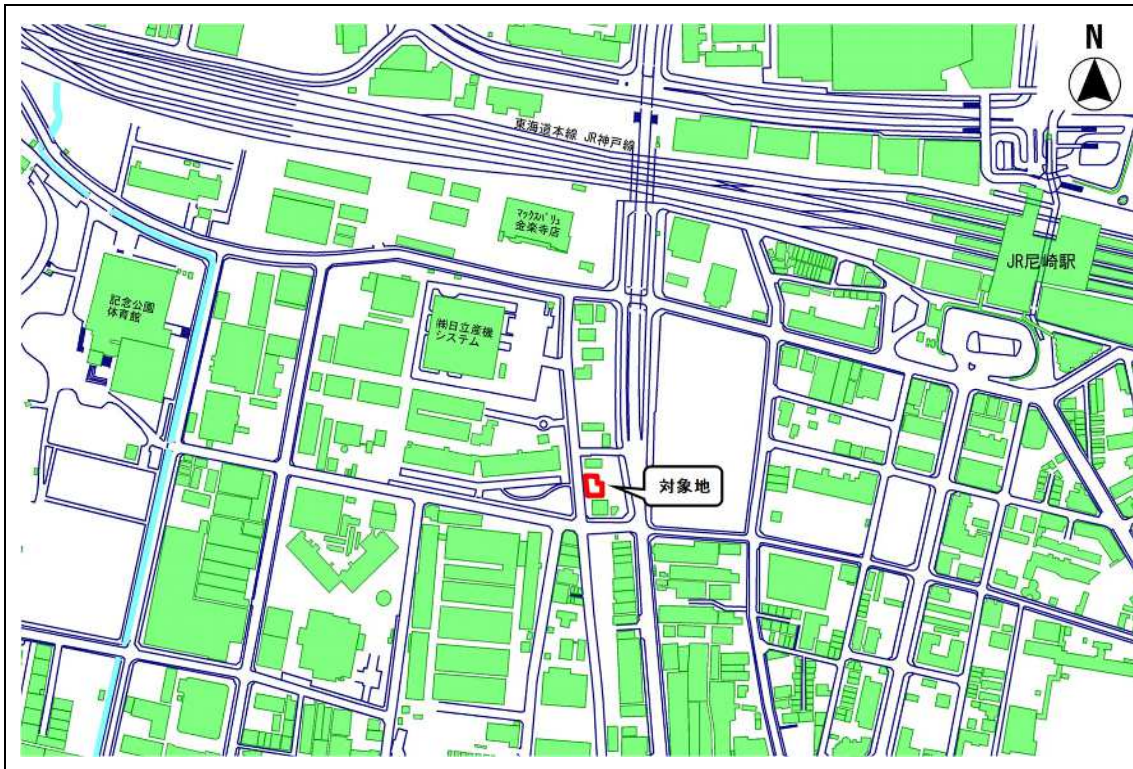 N
東海道本線 JR神戸線
マックスバリュ
金楽寺店
JR尼崎駅
記念公園
体育館
㈱日立産機
システム
対象地